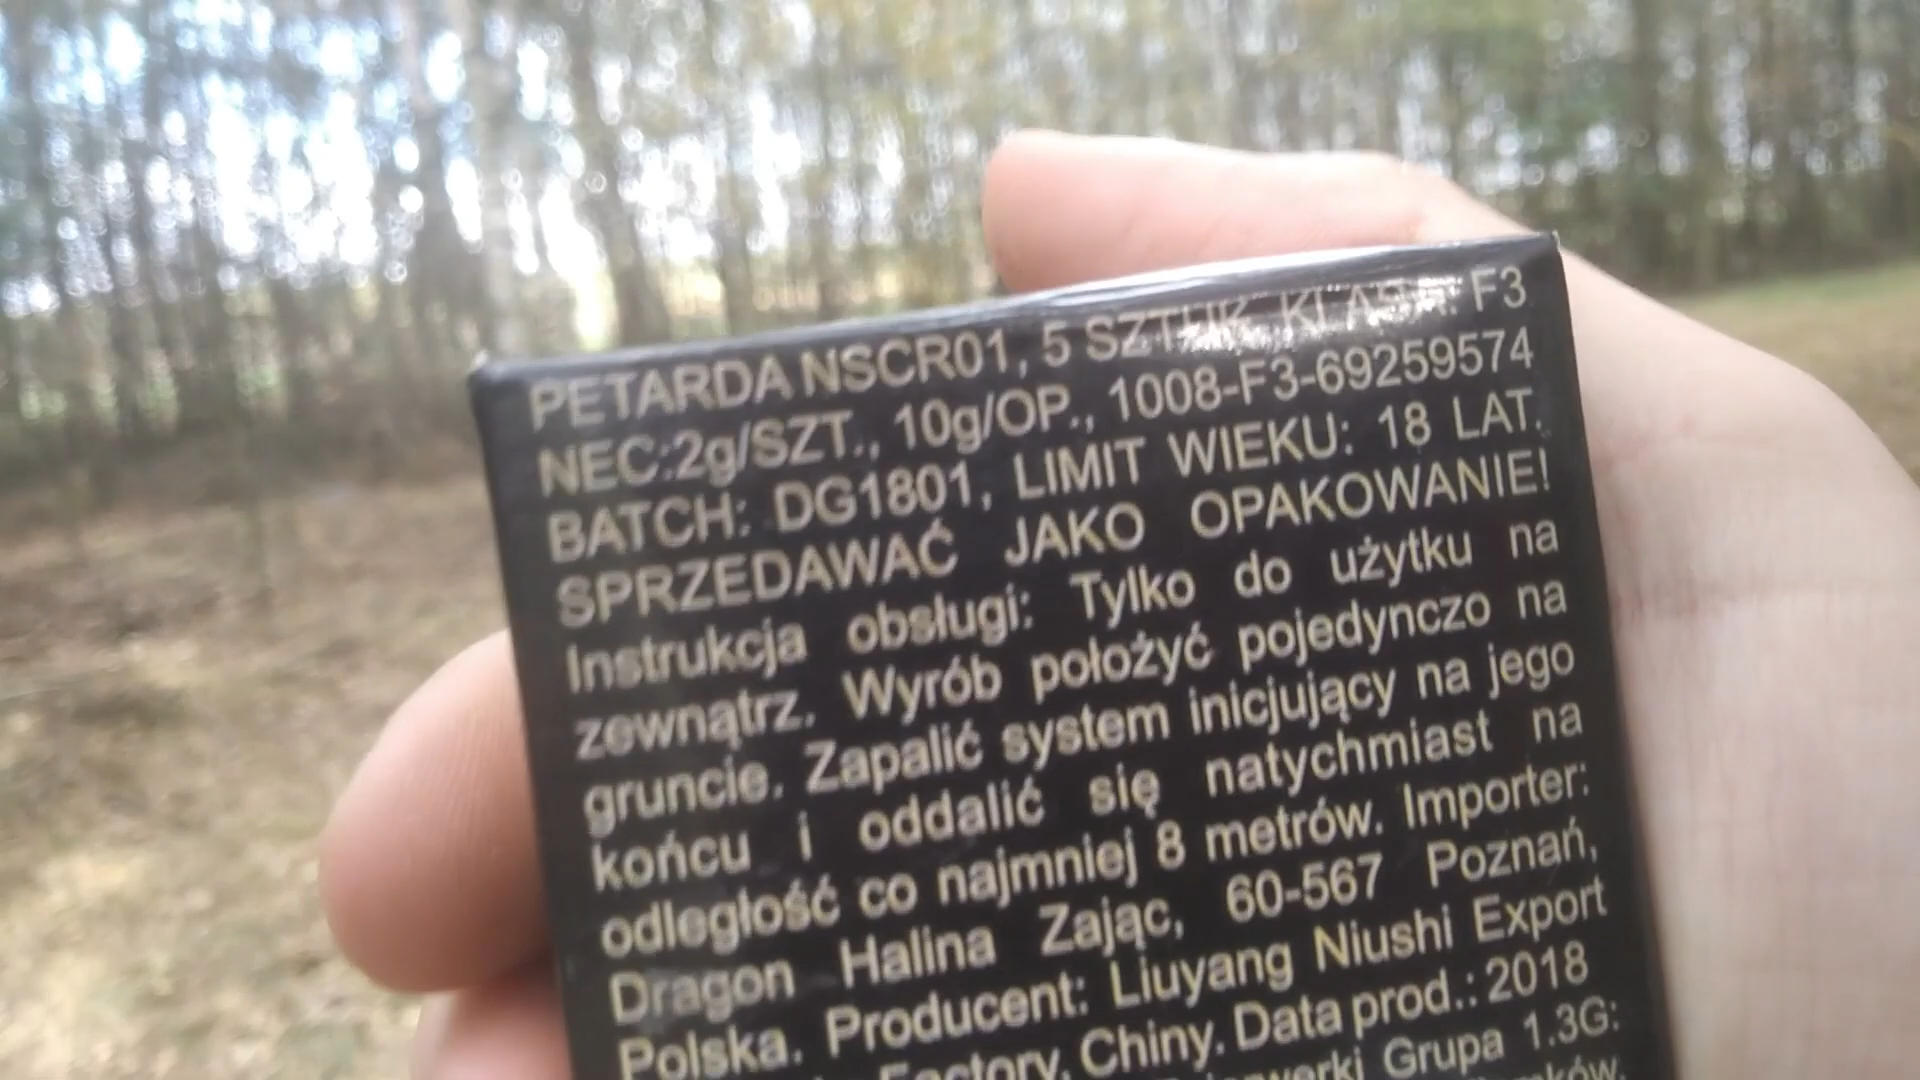 PETARDA NSCR01, 5 SZTUK. KLASA: F3
NEC:2g/SZT., 10g/OP., 1008-F3-69259574
BATCH: DG1801, LIMIT WIEKU: 18 LAT.
SPRZEDAWAĆ JAKO OPAKOWANIE!
Instrukcja obsługi: Tylko do użytku na
zewnątrz. Wyrób położyć pojedynczo na
gruncie. Zapalić system inicjujący na jego
końcu i oddalić się natychmiast na
odległość co najmniej 8 metrów. Importer:
Dragon Halina Zając, 60-567 Poznań,
Polska. Producent: Liuyang Niushi Export
Factory, Chiny. Data prod.: 2018
Grupa 1.3G: